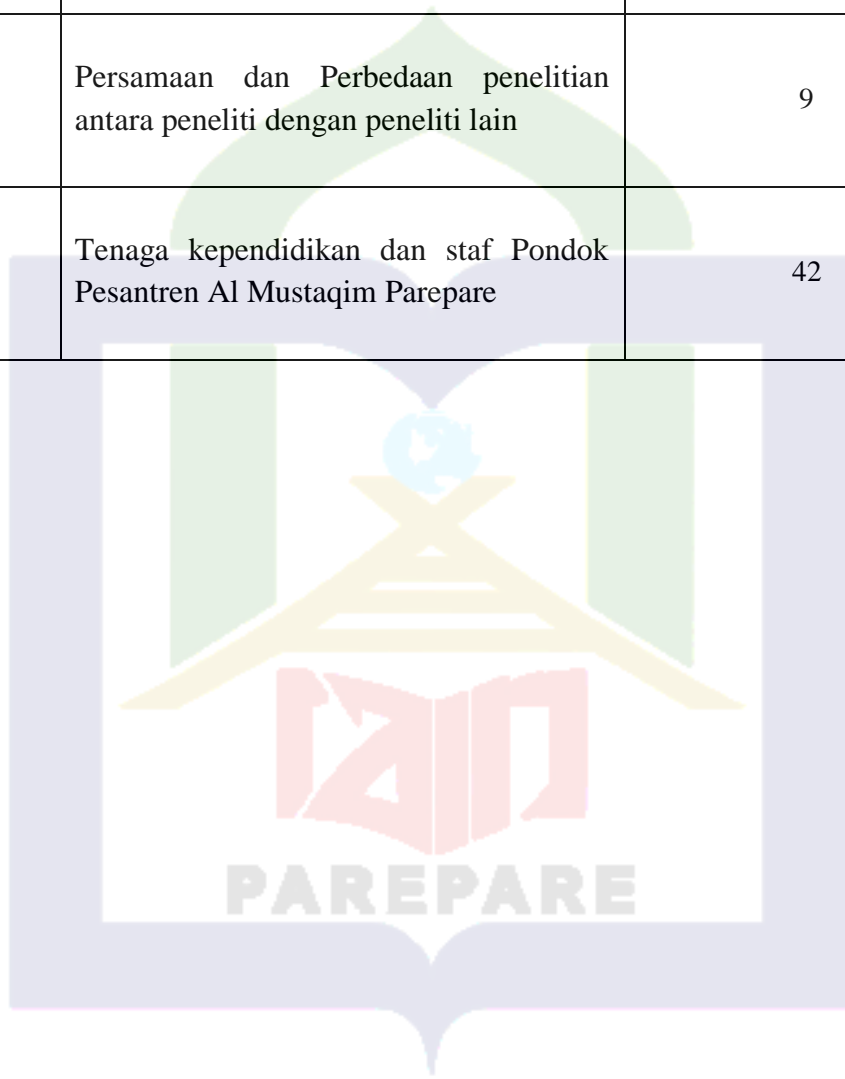 Persamaan dan Perbedaan penelitian
antara peneliti dengan peneliti lain
9
Tenaga kependidikan dan staf Pondok
Pesantren Al Mustaqim Parepare
42
iain
PAREPARE